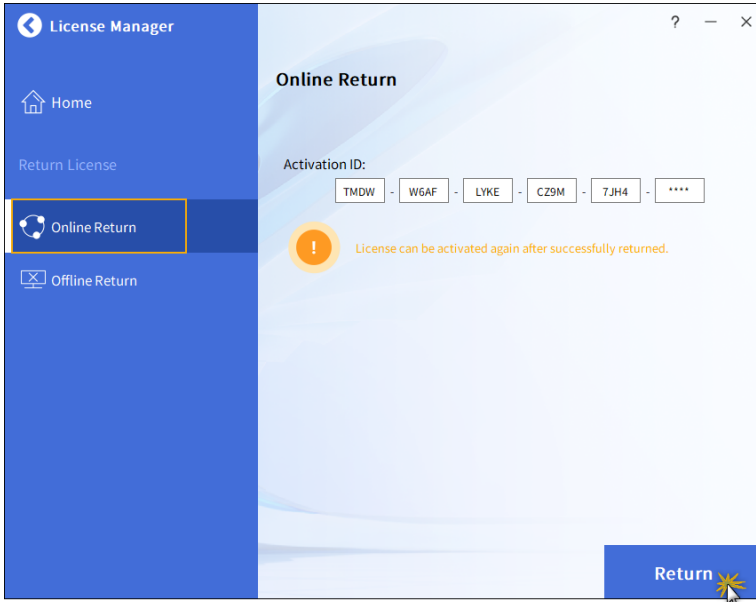 License Manager
?
Home
Return License
Online Return
Offline Return
Online Return
Activation ID:
TMDW - W6AF - LYKE - CZ9M - 7JH4 - ****
!
License can be activated again after successfully returned.
Return